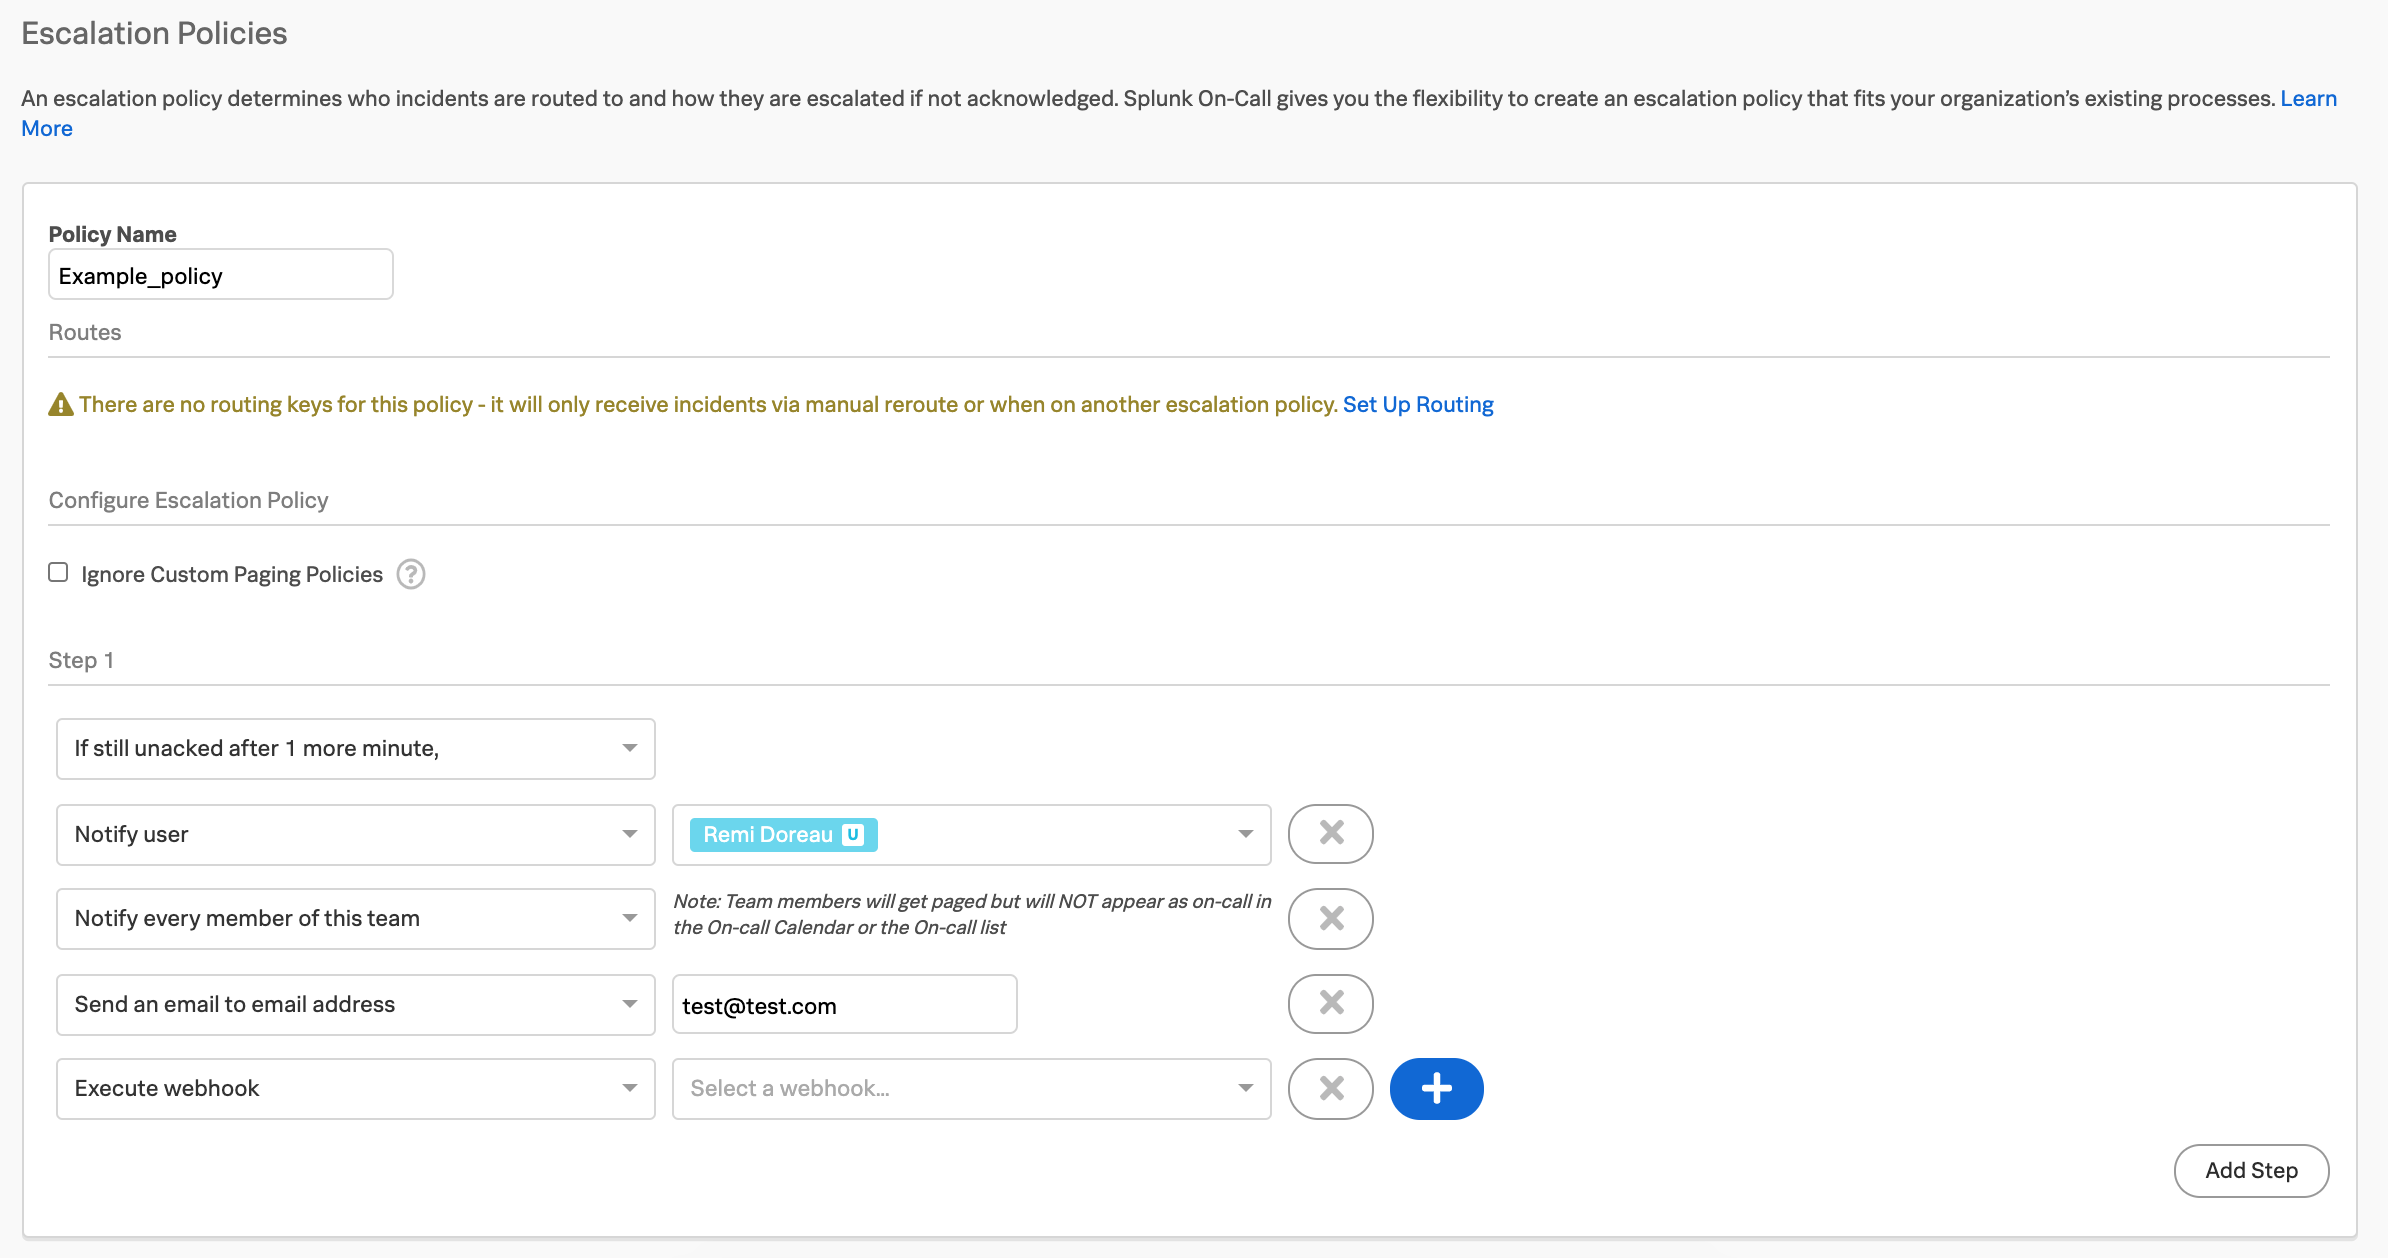 Escalation Policies
An escalation policy determines who incidents are routed to and how they are escalated if not acknowledged. Splunk On-Call gives you the flexibility to create an escalation policy that fits your organization's existing processes. Learn
More
Policy Name
Example_policy
Routes
There are no routing keys for this policy - it will only receive incidents via manual reroute or when on another escalation policy. Set Up Routing
Configure Escalation Policy
Ignore Custom Paging Policies ?
Step 1
If still unacked after 1 more minute,
Notify user Remi Doreau U
Notify every member of this team
Note: Team members will get paged but will NOT appear as on-call in
the On-call Calendar or the On-call list
Send an email to email address test@test.com
Execute webhook Select a webhook...
Add Step